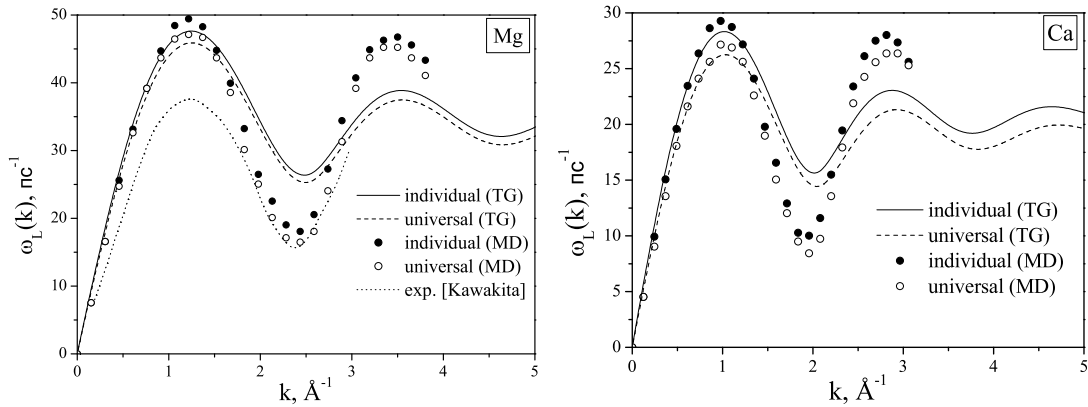 Mg
50
40
30
20
10
0
ω_L(k), пс⁻¹
individual (TG)
universal (TG)
individual (MD)
universal (MD)
exp. [Kawakita]
0 1 2 3 4 5
k, Å⁻¹
Ca
30
25
20
15
10
5
0
ω_L(k), пс⁻¹
individual (TG)
universal (TG)
individual (MD)
universal (MD)
0 1 2 3 4 5
k, Å⁻¹